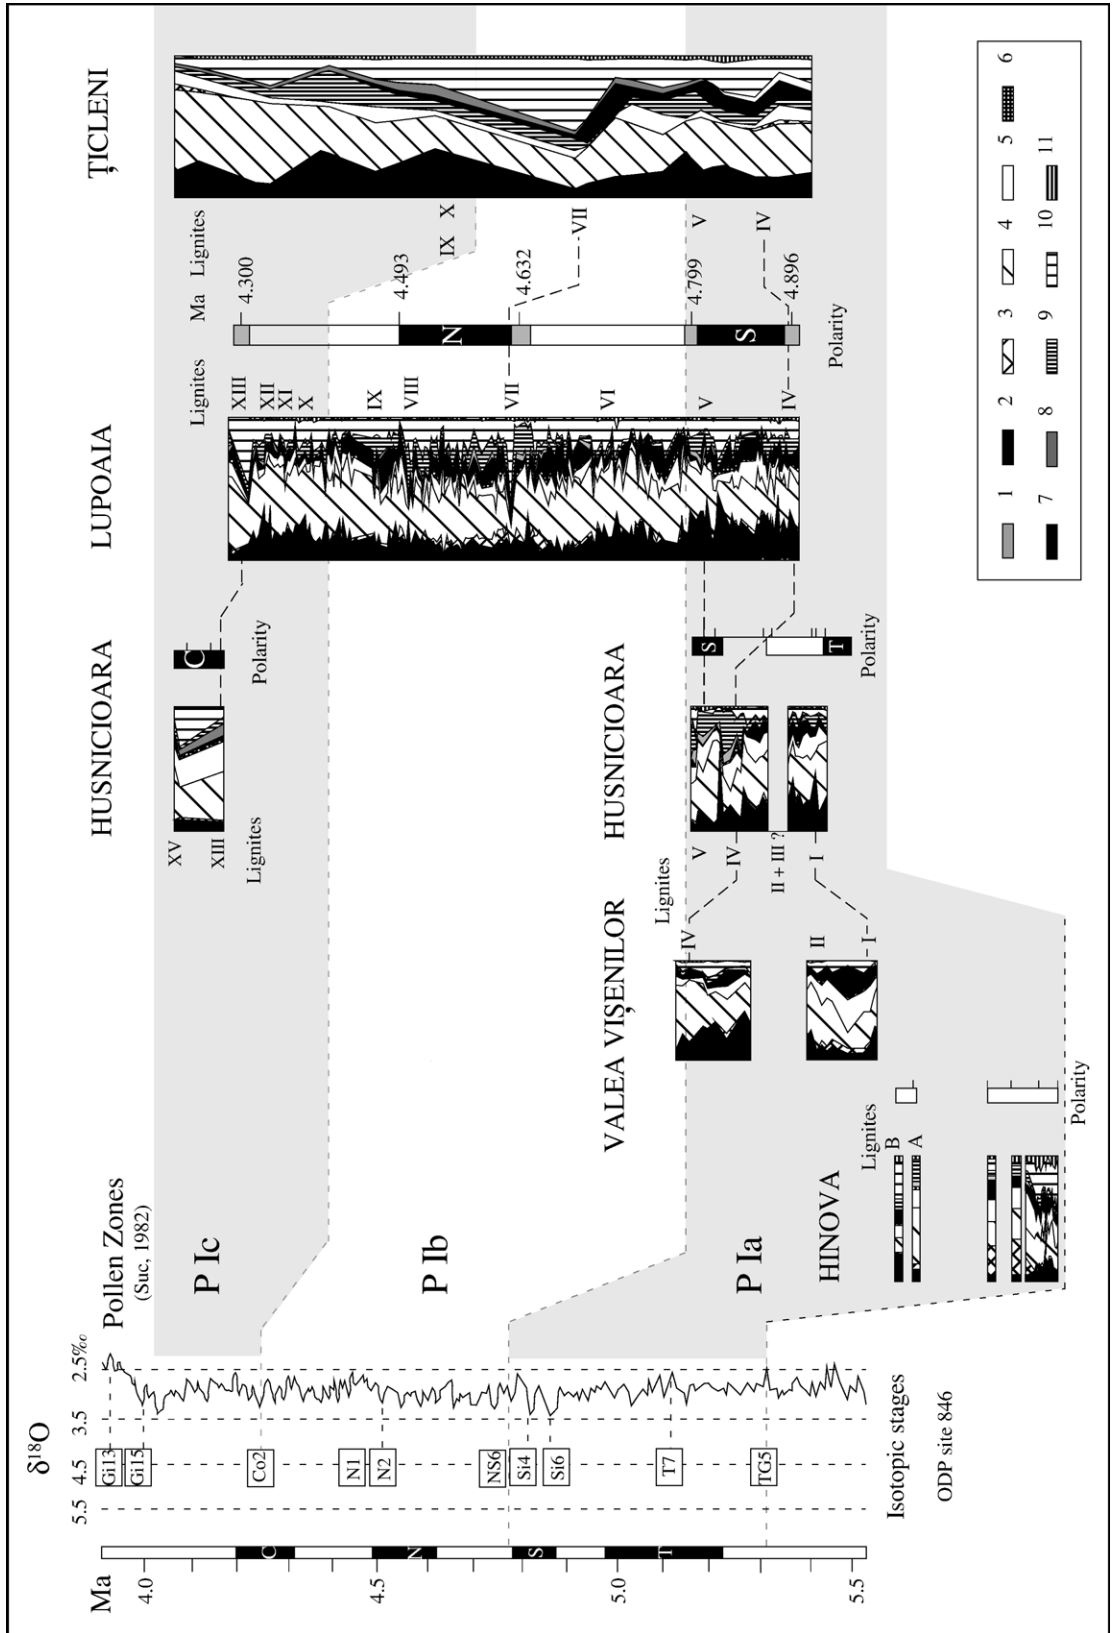 δ¹⁸O
Ma
4.0
4.5
5.0
5.5
C
N
S
T
5.5
4.5
3.5
2.5‰
Gi13
Gi15
Co2
N1
N2
NS6
Si4
Si6
T7
TG5
Isotopic stages
ODP site 846
Pollen Zones
(Suc, 1982)
P Ic
P Ib
P Ia
HINOVA
Lignites
B
A
Polarity
VALEA VIȘENILOR
Lignites
IV
II
I
HUSNICIOARA
Lignites
XV
XIII
C
Polarity
HUSNICIOARA
V
IV
II + III ?
I
S
T
Polarity
LUPOAIA
Lignites
XIII
XII
XI
X
IX
VIII
VII
VI
V
IV
N
S
Polarity
Ma
4.300
4.493
4.632
4.799
4.896
ȚICLENI
Lignites
IX
X
VII
V
IV
1
2
3
4
5
6
7
8
9
10
11